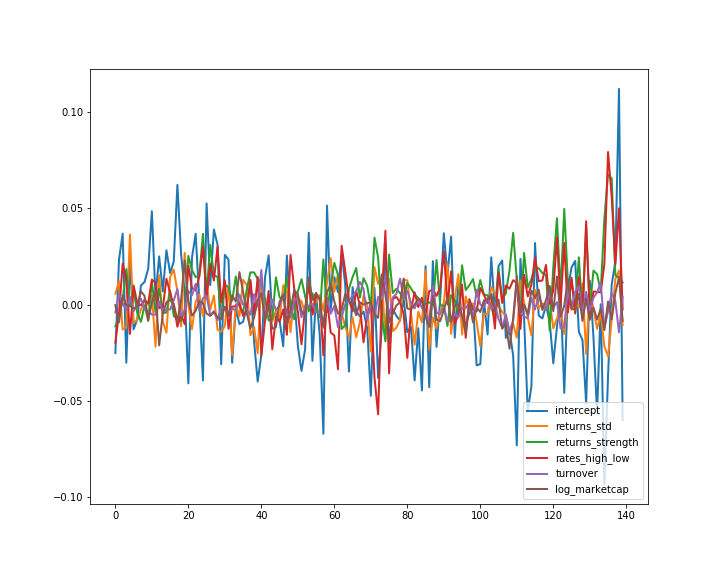 0.10
0.05
0.00
−0.05
−0.10
0
20
40
60
80
100
120
140
intercept
returns_std
returns_strength
rates_high_low
turnover
log_marketcap